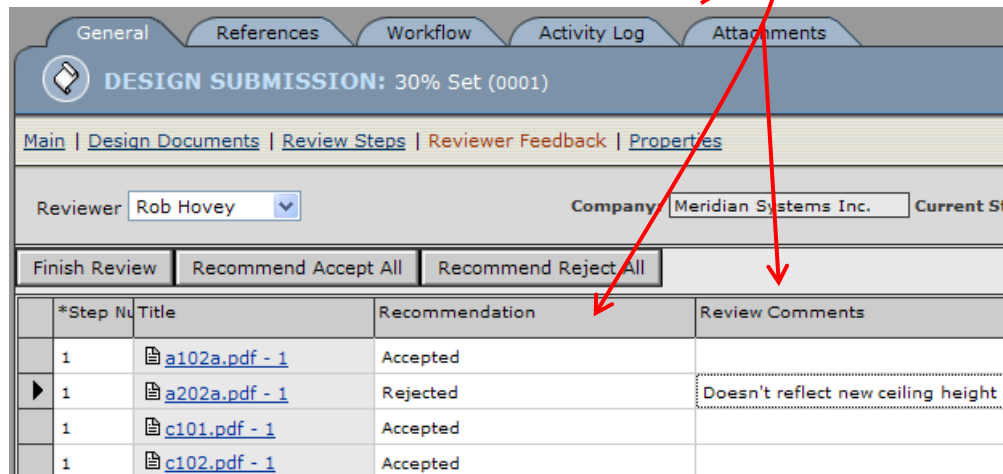 General References Workflow Activity Log Attachments
DESIGN SUBMISSION: 30% Set (0001)
Main | Design Documents | Review Steps | Reviewer Feedback | Properties
Reviewer Rob Hovey Company: Meridian Systems Inc. Current St
Finish Review Recommend Accept All Recommend Reject All
*Step Nu Title Recommendation Review Comments
1 a102a.pdf - 1 Accepted
1 a202a.pdf - 1 Rejected Doesn't reflect new ceiling height
1 c101.pdf - 1 Accepted
1 c102.pdf - 1 Accepted